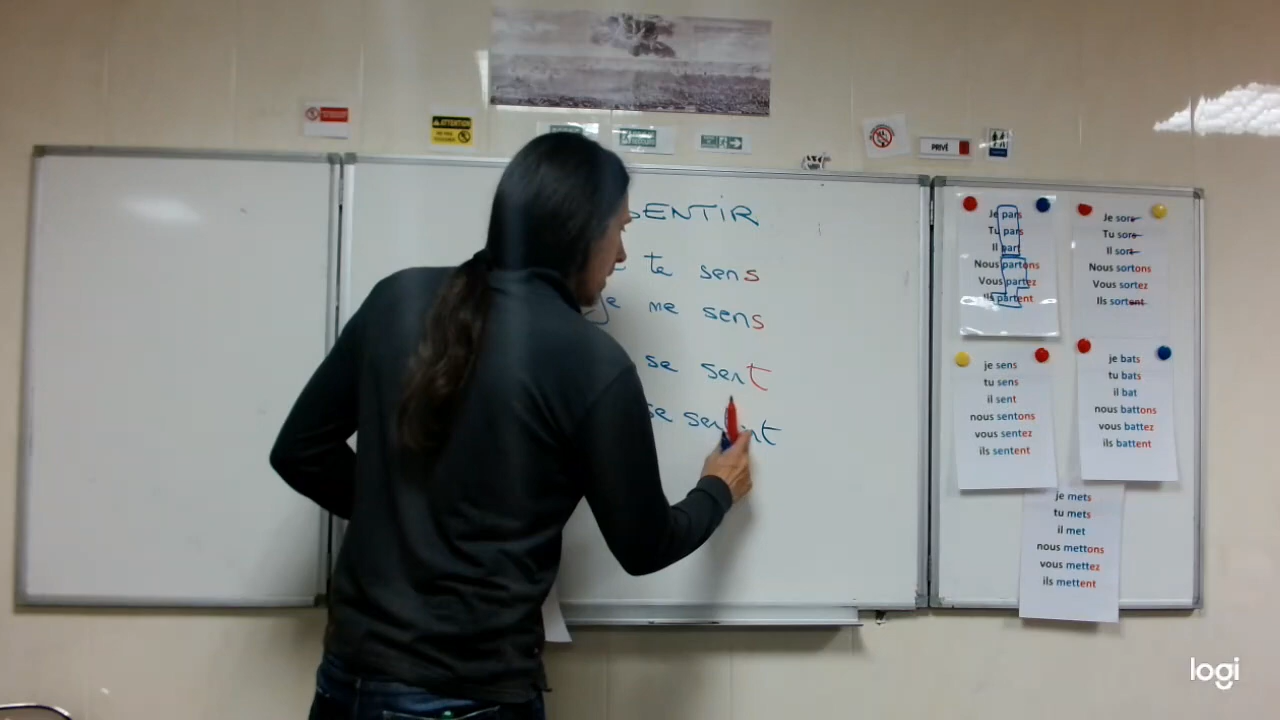 ATTENTION
PRIVÉ
SENTIR
te sens
je me sens
se sent
se sentent
Je pars
Tu pars
Il part
Nous partons
Vous partez
Ils partent
Je sors
Tu sors
Il sort
Nous sortons
Vous sortez
Ils sortent
je sens
tu sens
il sent
nous sentons
vous sentez
ils sentent
je bats
tu bats
il bat
nous battons
vous battez
ils battent
je mets
tu mets
il met
nous mettons
vous mettez
ils mettent
logi